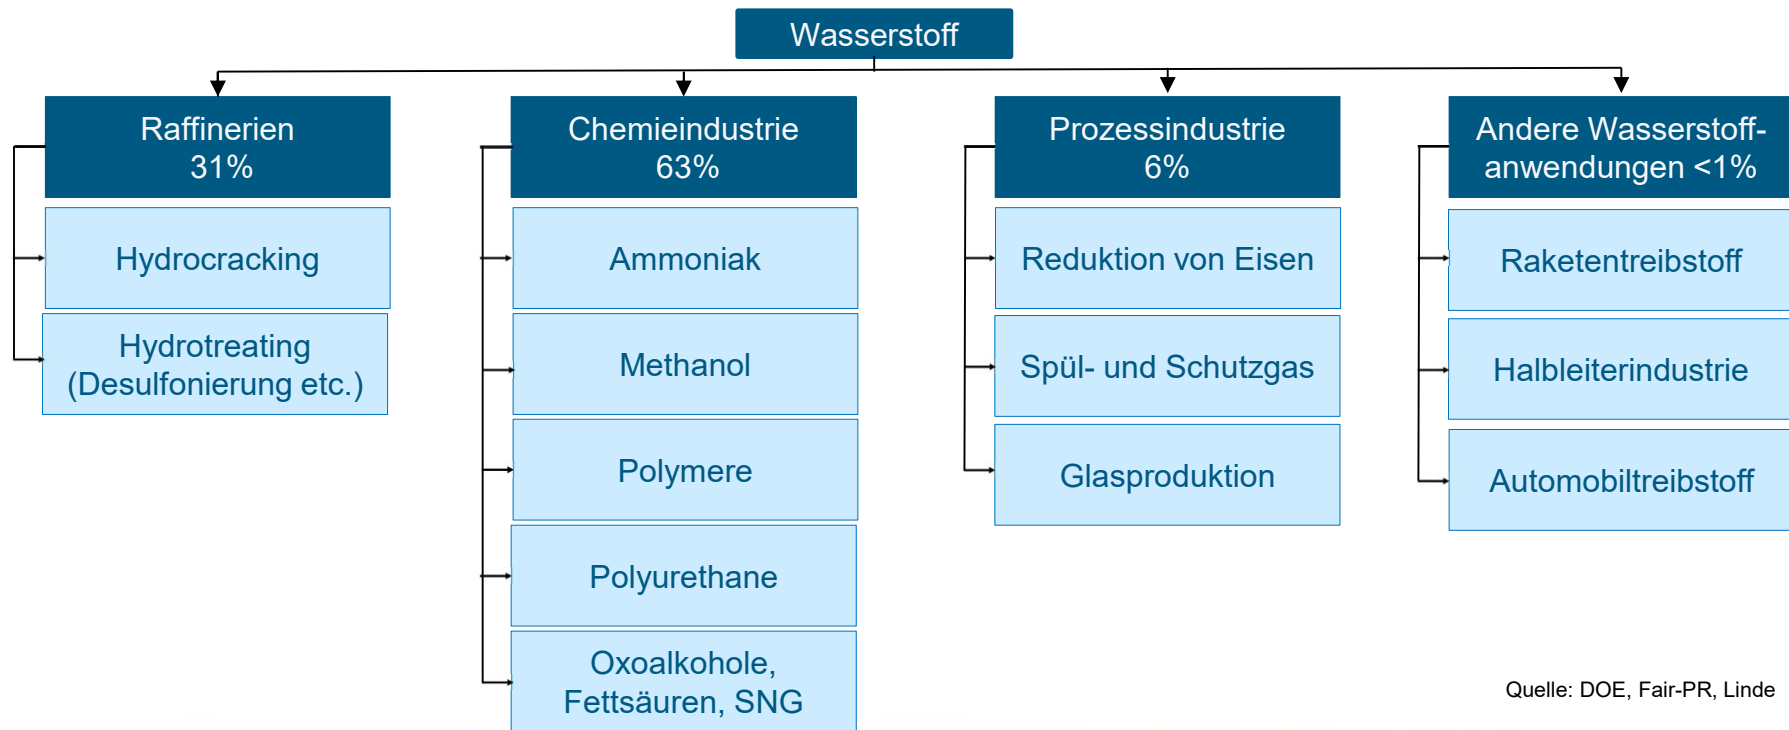 Wasserstoff
Raffinerien
31%
Hydrocracking
Hydrotreating
(Desulfonierung etc.)
Chemieindustrie
63%
Ammoniak
Methanol
Polymere
Polyurethane
Oxoalkohole,
Fettsäuren, SNG
Prozessindustrie
6%
Reduktion von Eisen
Spül- und Schutzgas
Glasproduktion
Andere Wasserstoff-
anwendungen <1%
Raketentreibstoff
Halbleiterindustrie
Automobiltreibstoff
Quelle: DOE, Fair-PR, Linde